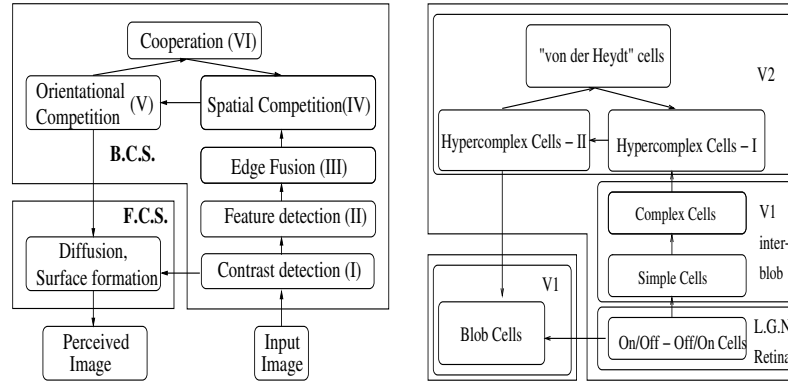 Cooperation (VI)
Orientational
Competition
(V)
Spatial Competition(IV)
B.C.S.
Edge Fusion (III)
F.C.S.
Feature detection (II)
Diffusion,
Surface formation
Contrast detection (I)
Perceived
Image
Input
Image
"von der Heydt" cells
V2
Hypercomplex Cells – II
Hypercomplex Cells – I
Complex Cells
V1
inter-
blob
Simple Cells
V1
Blob Cells
On/Off – Off/On Cells
L.G.N
Retina